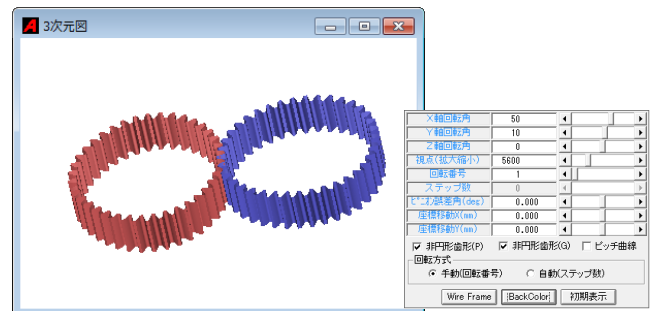 3次元図
X軸回転角 50
Y軸回転角 10
Z軸回転角 0
視点(拡大縮小) 5600
回転番号 1
ステップ数 0
ピニオン誤差角(deg) 0.000
座標移動X(mm) 0.000
座標移動Y(mm) 0.000
非円形歯形(P) 非円形歯形(G) ピッチ曲線
回転方式
手動(回転番号) 自動(ステップ数)
Wire Frame BackColor 初期表示